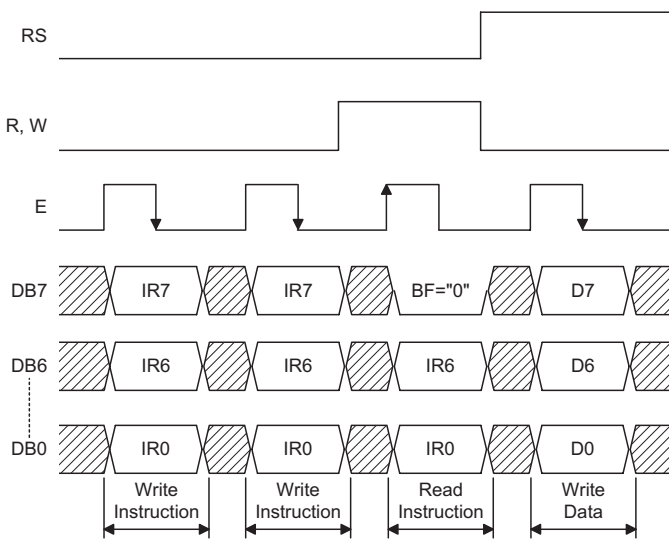 RS
R, W
E
DB7 IR7 IR7 BF="0" D7
DB6 IR6 IR6 IR6 D6
DB0 IR0 IR0 IR0 D0
Write Instruction
Write Instruction
Read Instruction
Write Data